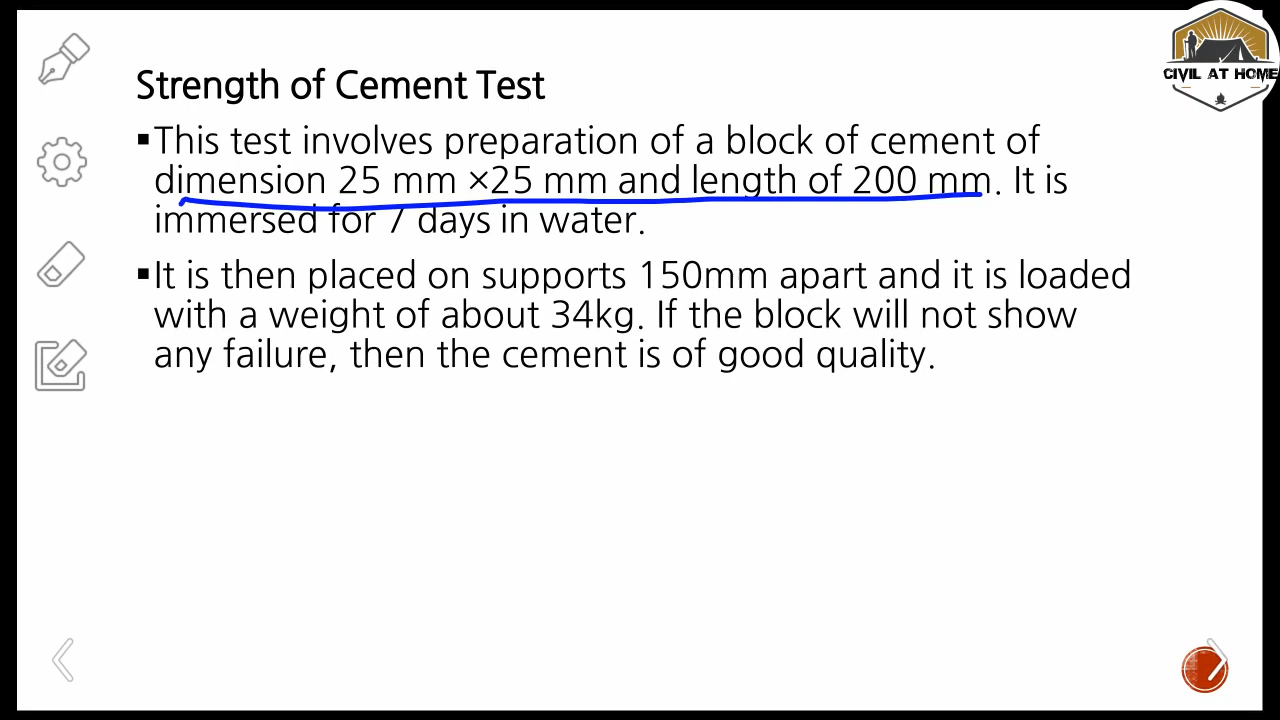 CIVIL AT HOME
Strength of Cement Test
▪This test involves preparation of a block of cement of
dimension 25 mm ×25 mm and length of 200 mm. It is
immersed for 7 days in water.
▪It is then placed on supports 150mm apart and it is loaded
with a weight of about 34kg. If the block will not show
any failure, then the cement is of good quality.